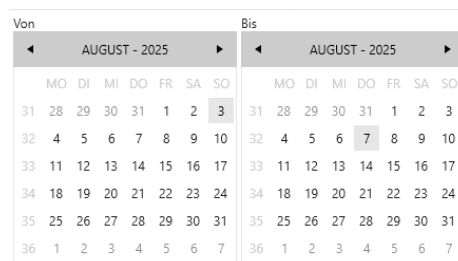 Von Bis
AUGUST - 2025 AUGUST - 2025
MO DI MI DO FR SA SO MO DI MI DO FR SA SO
31 28 29 30 31 1 2 3 31 28 29 30 31 1 2 3
32 4 5 6 7 8 9 10 32 4 5 6 7 8 9 10
33 11 12 13 14 15 16 17 33 11 12 13 14 15 16 17
34 18 19 20 21 22 23 24 34 18 19 20 21 22 23 24
35 25 26 27 28 29 30 31 35 25 26 27 28 29 30 31
36 1 2 3 4 5 6 7 36 1 2 3 4 5 6 7